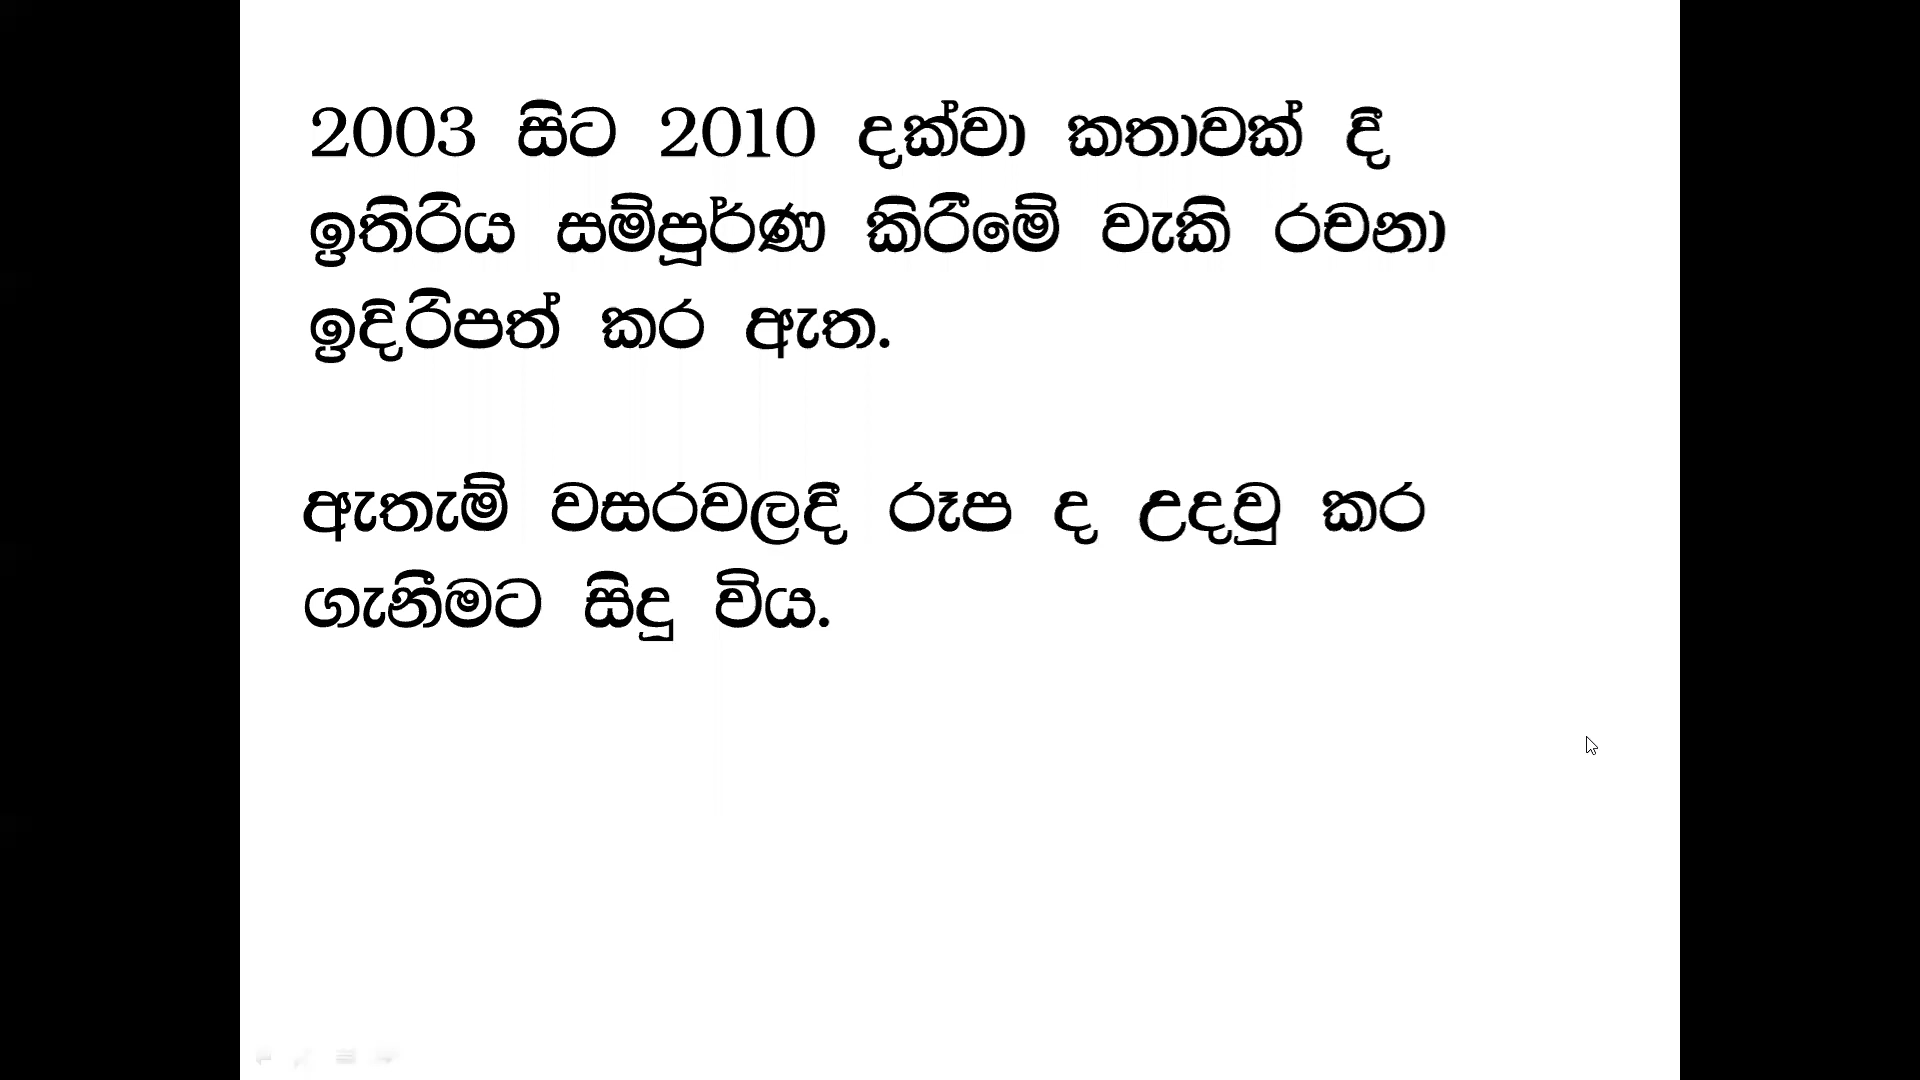 2003 සිට 2010 දක්වා කතාවක් දී
ඉතිරිය සම්පූර්ණ කිරීමේ වැකි රචනා
ඉදිරිපත් කර ඇත.
ඇතැම් වසරවලදී රූප ද උදවු කර
ගැනීමට සිදු විය.